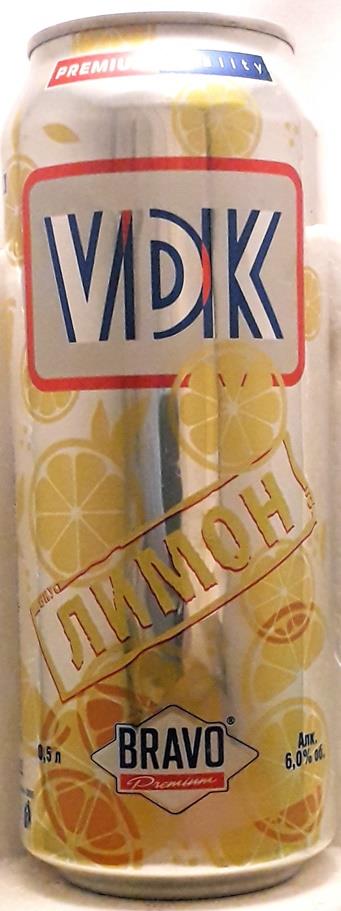 PREMIUM Quality
VDK
ЛИМОН
BRAVO®
Premium
0,5 л
Алк.
6,0% об.